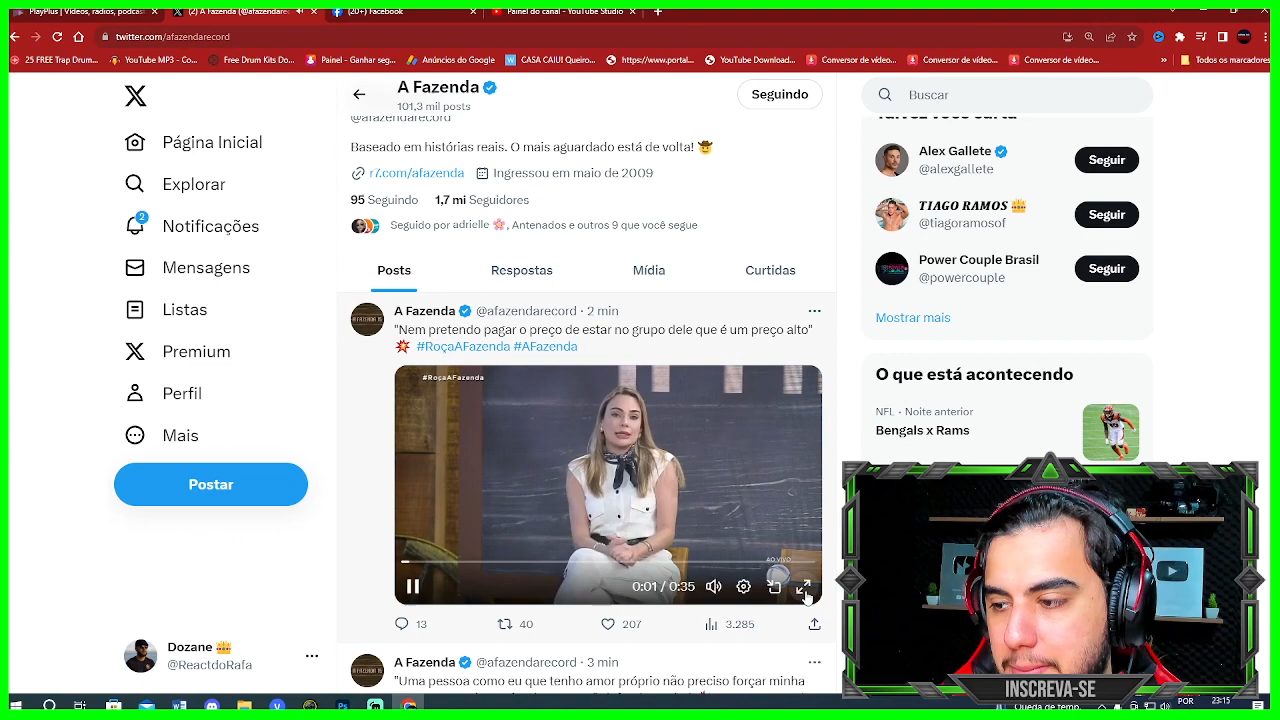 PlayPlus | Vídeos, rádios, podcas
(2) A Fazenda (@afazendarec
(20+) Facebook
Painel do canal - YouTube Studio
twitter.com/afazendarecord
25 FREE Trap Drum...
YouTube MP3 - Co...
Free Drum Kits Do...
Painel - Ganhar seg...
Anúncios do Google
CASA CAIUI Queiro...
https://www.portal...
YouTube Download...
Conversor de vídeo...
Conversor de vídeo...
Conversor de vídeo...
Todos os marcadores
Página Inicial
Explorar
2
Notificações
Mensagens
Listas
Premium
Perfil
Mais
Postar
Dozane
@ReactdoRafa
A Fazenda
101,3 mil posts
Seguindo
@afazendarecord
Baseado em histórias reais. O mais aguardado está de volta!
r7.com/afazenda Ingressou em maio de 2009
95 Seguindo 1,7 mi Seguidores
Seguido por adrielle, Antenados e outros 9 que você segue
Posts Respostas Mídia Curtidas
A Fazenda @afazendarecord · 2 min
"Nem pretendo pagar o preço de estar no grupo dele que é um preço alto"
#RoçaAFazenda #AFazenda
#RoçaAFazenda
AO VIVO
0:01 / 0:35
13 40 207 3.285
A Fazenda @afazendarecord · 3 min
"Uma pessoa como eu que tenho amor próprio não preciso forçar minha
Buscar
Alex Gallete
@alexgallete
Seguir
TIAGO RAMOS
@tiagoramosof
Seguir
Power Couple Brasil
@powercouple
Seguir
Mostrar mais
O que está acontecendo
NFL · Noite anterior
Bengals x Rams
INSCREVA-SE
Queda de temp.
POR
23:15